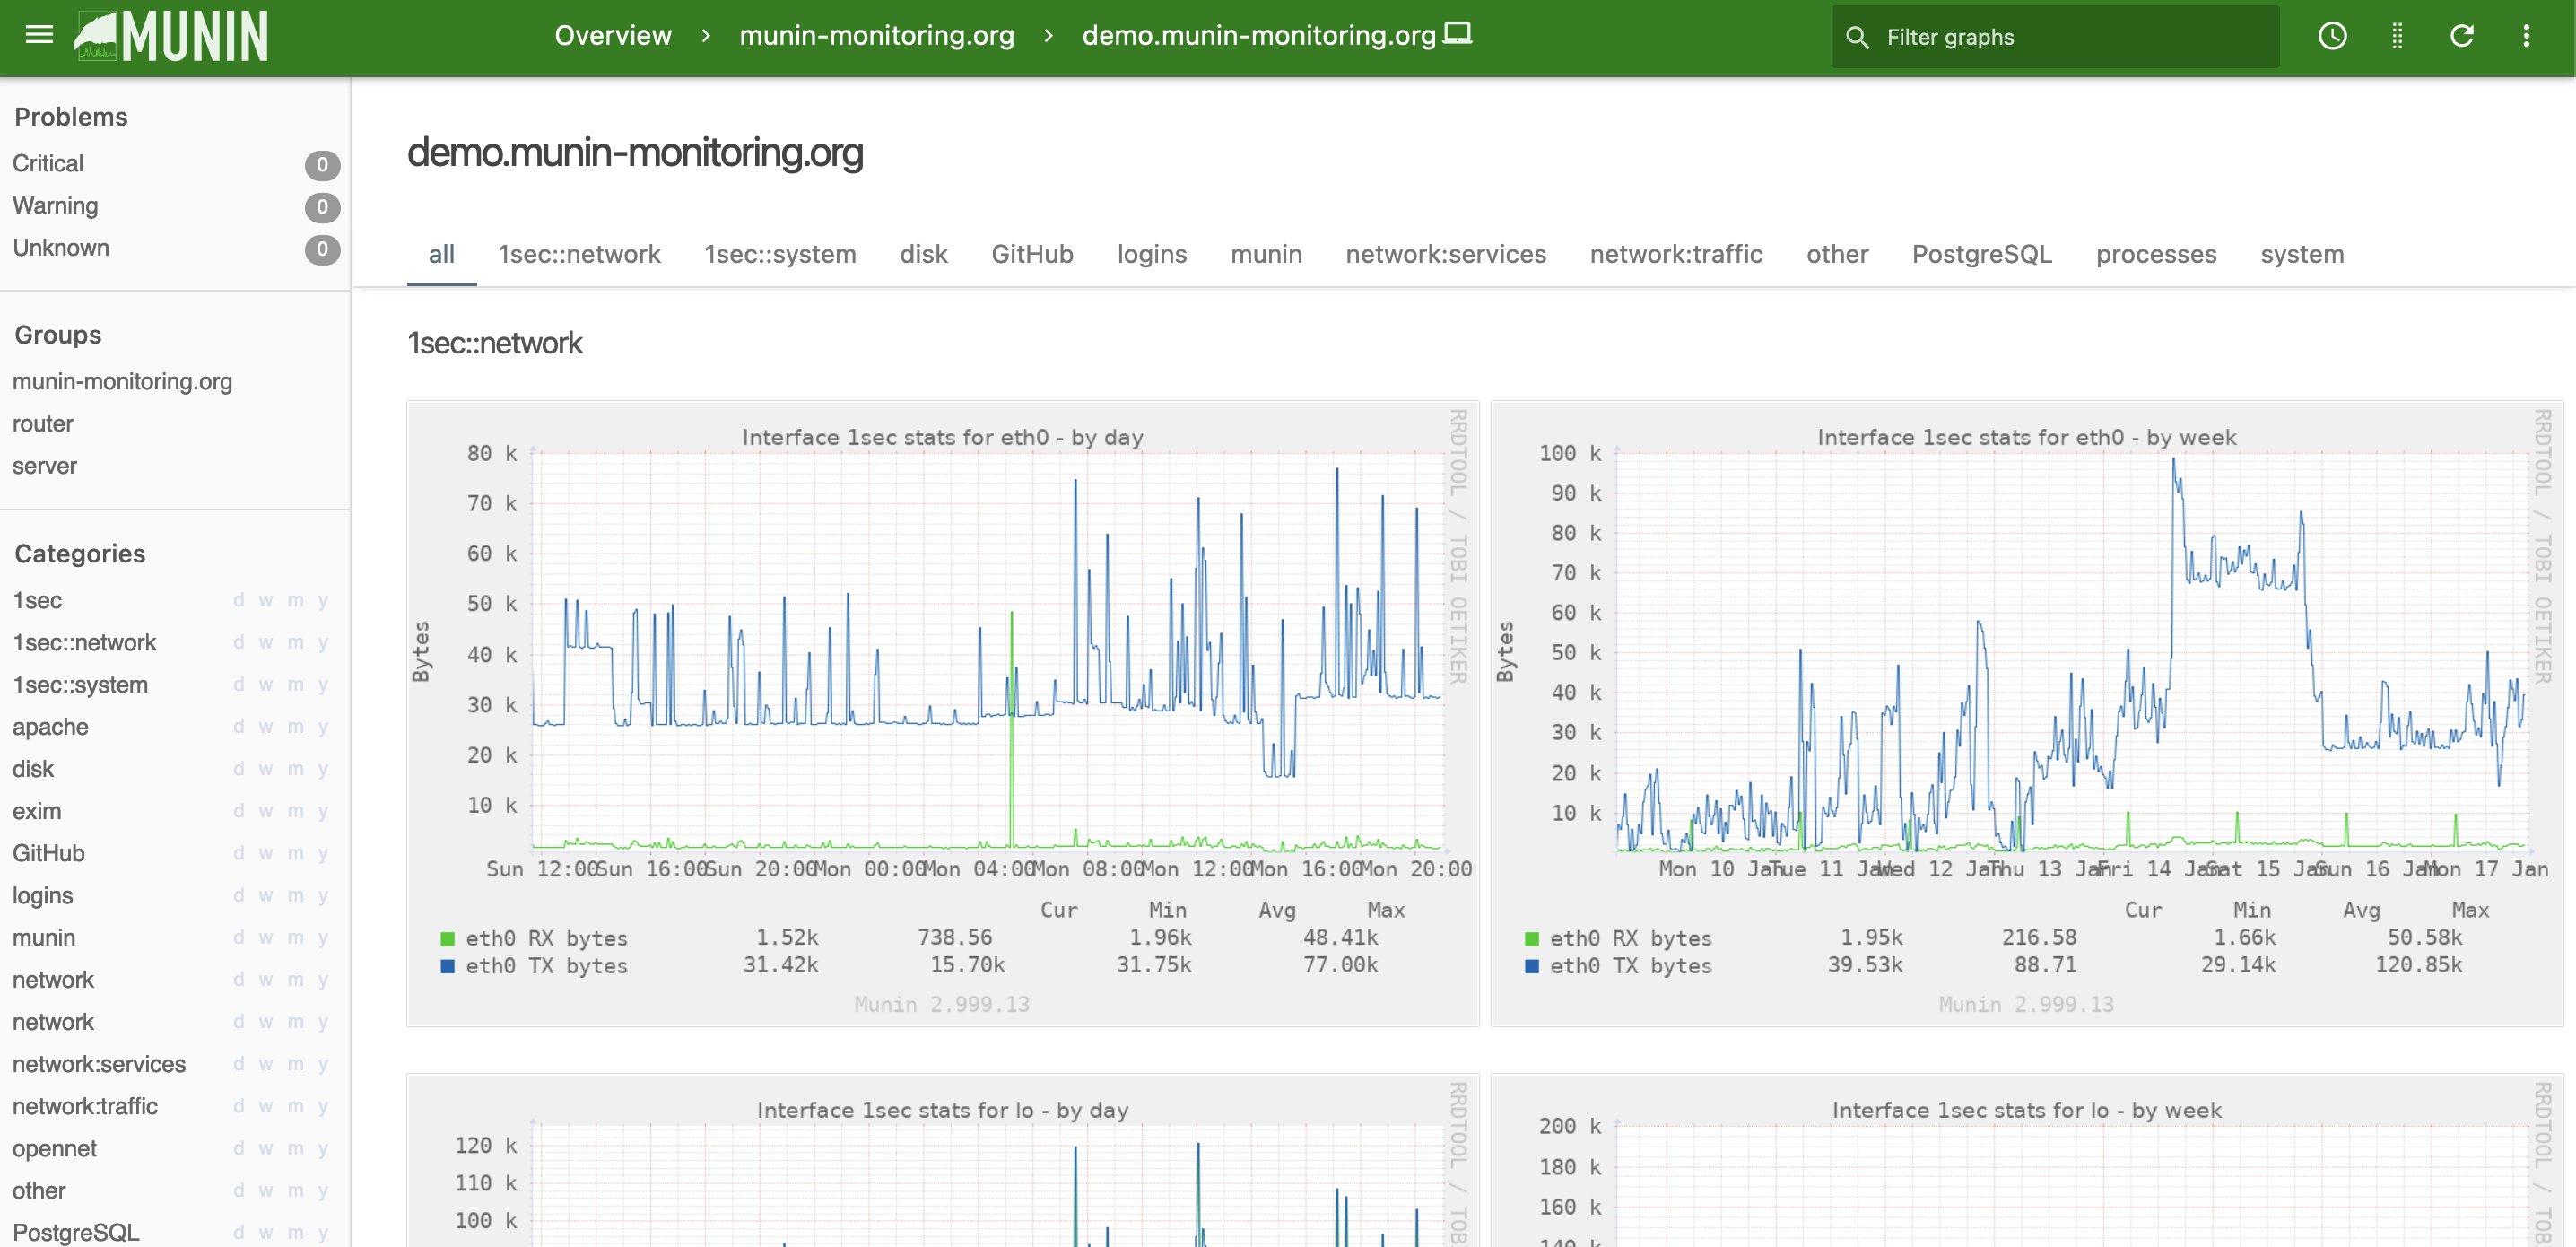 MUNIN
Overview > munin-monitoring.org > demo.munin-monitoring.org
Filter graphs
Problems
Critical 0
Warning 0
Unknown 0
Groups
munin-monitoring.org
router
server
Categories
1sec d w m y
1sec::network d w m y
1sec::system d w m y
apache d w m y
disk d w m y
exim d w m y
GitHub d w m y
logins d w m y
munin d w m y
network d w m y
network d w m y
network:services d w m y
network:traffic d w m y
opennet d w m y
other d w m y
PostgreSQL d w m y
demo.munin-monitoring.org
all 1sec::network 1sec::system disk GitHub logins munin network:services network:traffic other PostgreSQL processes system
1sec::network
Interface 1sec stats for eth0 - by day
RRDTOOL / TOBI OETIKER
Bytes
80 k
70 k
60 k
50 k
40 k
30 k
20 k
10 k
Sun 12:00 Sun 16:00 Sun 20:00 Mon 00:00 Mon 04:00 Mon 08:00 Mon 12:00 Mon 16:00 Mon 20:00
Cur Min Avg Max
eth0 RX bytes 1.52k 738.56 1.96k 48.41k
eth0 TX bytes 31.42k 15.70k 31.75k 77.00k
Munin 2.999.13
Interface 1sec stats for eth0 - by week
RRDTOOL / TOBI OETIKER
Bytes
100 k
90 k
80 k
70 k
60 k
50 k
40 k
30 k
20 k
10 k
Mon 10 Jan Tue 11 Jan Wed 12 Jan Thu 13 Jan Fri 14 Jan Sat 15 Jan Sun 16 Jan Mon 17 Jan
Cur Min Avg Max
eth0 RX bytes 1.95k 216.58 1.66k 50.58k
eth0 TX bytes 39.53k 88.71 29.14k 120.85k
Munin 2.999.13
Interface 1sec stats for lo - by day
RRDTOOL / TOB
120 k
110 k
100 k
Interface 1sec stats for lo - by week
RRDTOOL / TOB
200 k
180 k
160 k
140 k